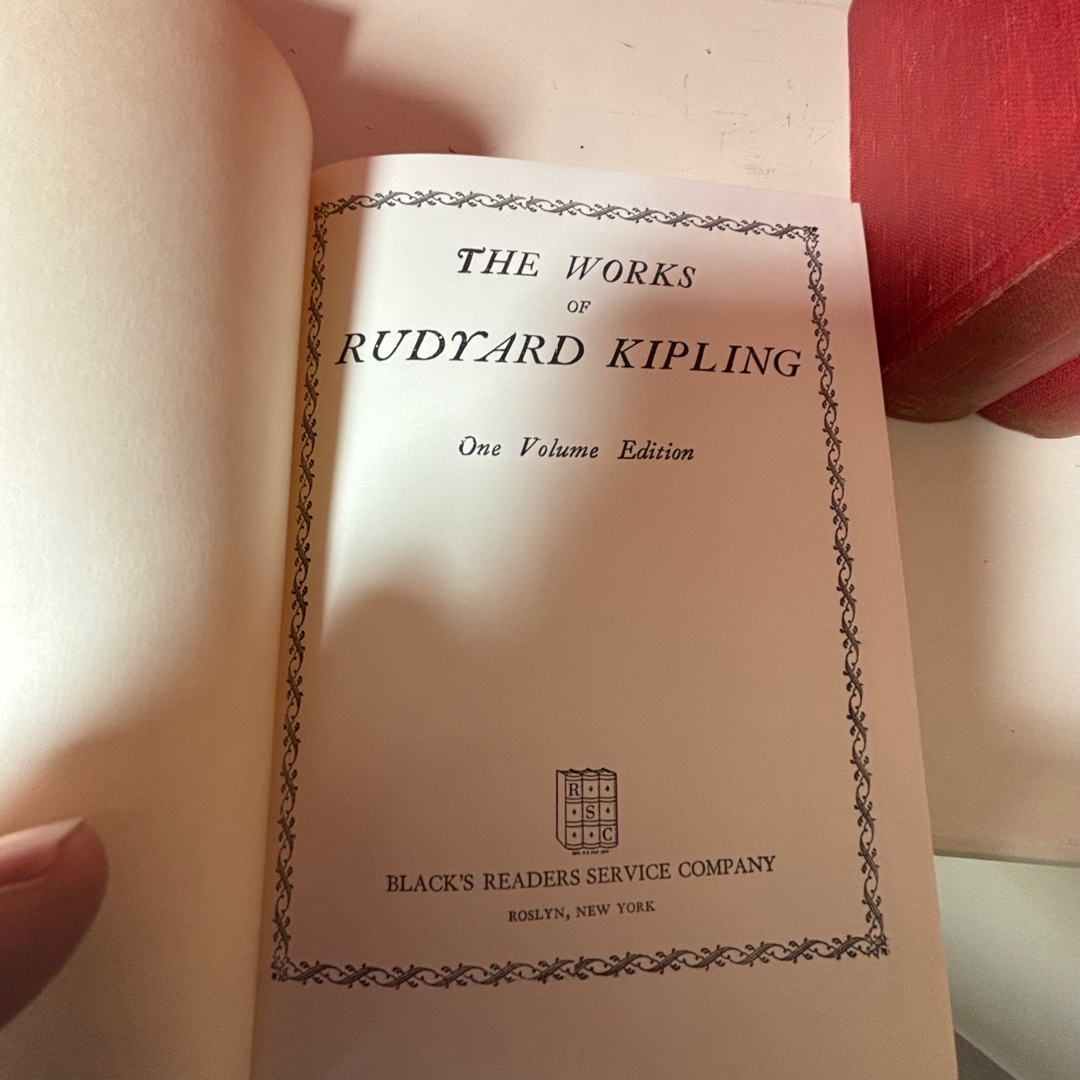 THE WORKS
OF
RUDYARD KIPLING
One Volume Edition
R
S
C
BLACK'S READERS SERVICE COMPANY
ROSLYN, NEW YORK